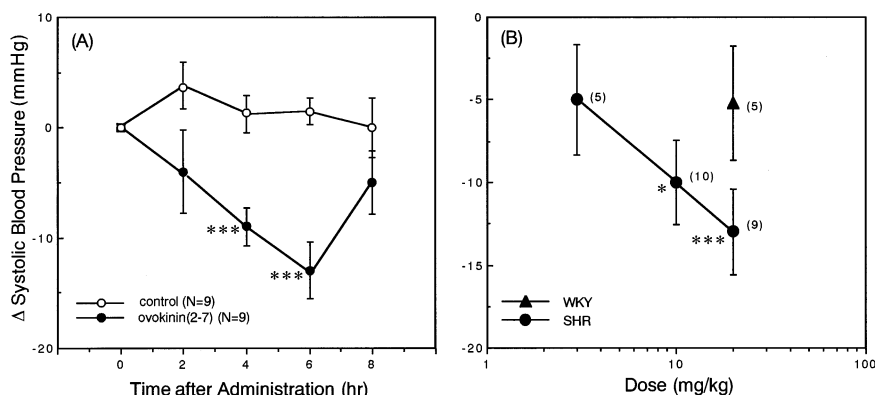 (A)
Δ Systolic Blood Pressure (mmHg)
10
0
-10
-20
***
***
control (N=9)
ovokinin(2-7) (N=9)
0 2 4 6 8
Time after Administration (hr)
(B)
0
-5
-10
-15
-20
(5)
(5)
(10)
*
(9)
***
WKY
SHR
1 10 100
Dose (mg/kg)